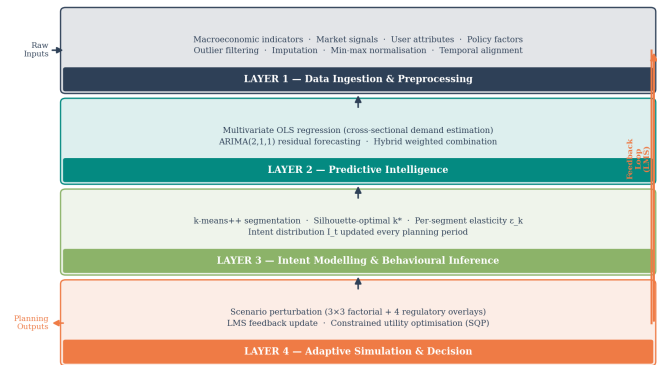 Macroeconomic indicators · Market signals · User attributes · Policy factors
Outlier filtering · Imputation · Min-max normalisation · Temporal alignment
Raw
Inputs
LAYER 1 — Data Ingestion & Preprocessing
Multivariate OLS regression (cross-sectional demand estimation)
ARIMA(2,1,1) residual forecasting · Hybrid weighted combination
LAYER 2 — Predictive Intelligence
Feedback
Loop
(LMS)
k-means++ segmentation · Silhouette-optimal k* · Per-segment elasticity ε_k
Intent distribution I_t updated every planning period
LAYER 3 — Intent Modelling & Behavioural Inference
Scenario perturbation (3×3 factorial + 4 regulatory overlays)
LMS feedback update · Constrained utility optimisation (SQP)
Planning
Outputs
LAYER 4 — Adaptive Simulation & Decision